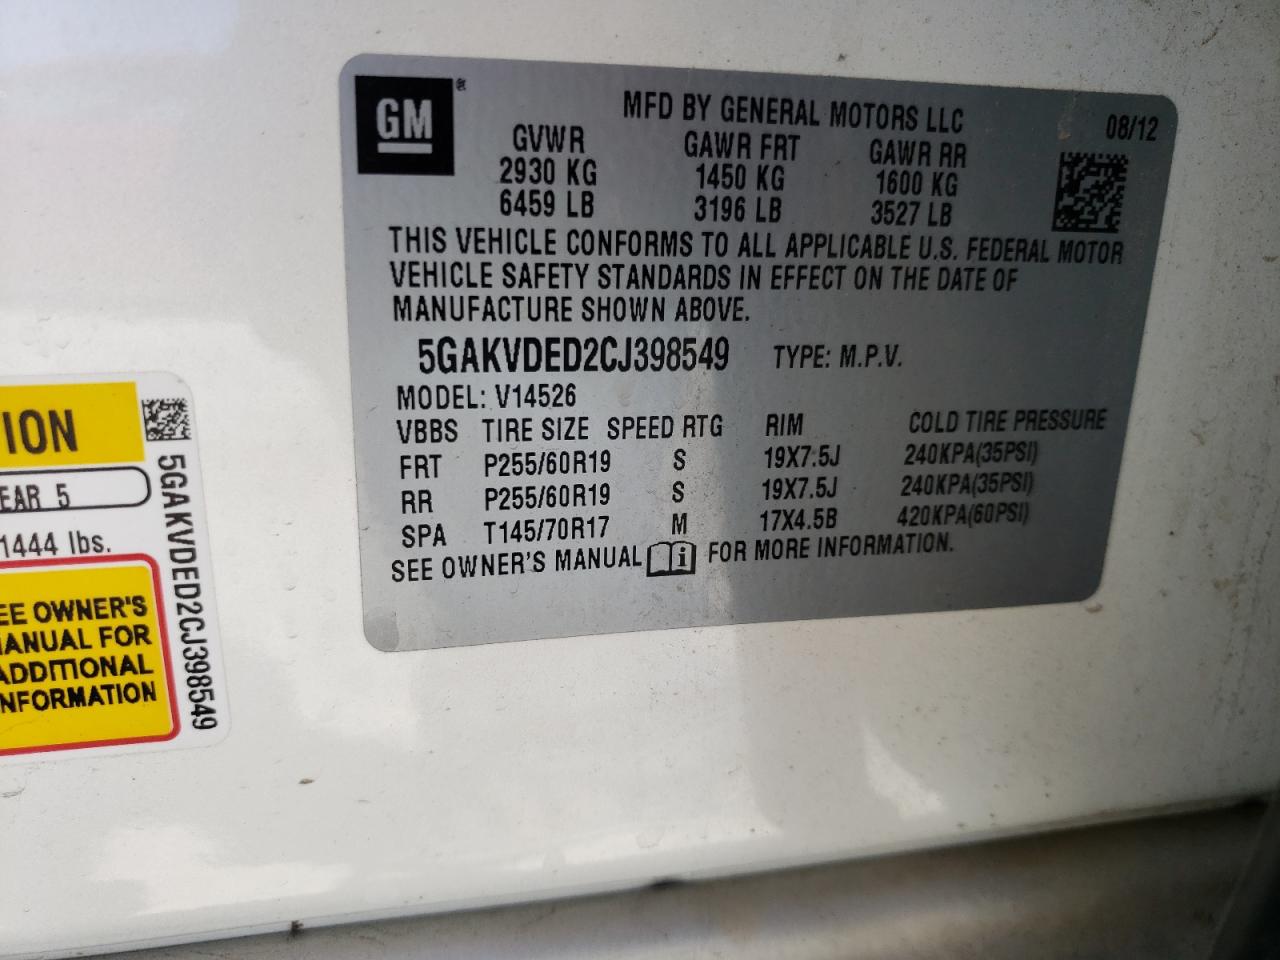 GM
MFD BY GENERAL MOTORS LLC
08/12
GVWR GAWR FRT GAWR RR
2930 KG 1450 KG 1600 KG
6459 LB 3196 LB 3527 LB
THIS VEHICLE CONFORMS TO ALL APPLICABLE U.S. FEDERAL MOTOR
VEHICLE SAFETY STANDARDS IN EFFECT ON THE DATE OF
MANUFACTURE SHOWN ABOVE.
5GAKVDED2CJ398549 TYPE: M.P.V.
MODEL: V14526
VBBS TIRE SIZE SPEED RTG RIM COLD TIRE PRESSURE
FRT P255/60R19 S 19X7.5J 240KPA(35PSI)
RR P255/60R19 S 19X7.5J 240KPA(35PSI)
SPA T145/70R17 M 17X4.5B 420KPA(60PSI)
SEE OWNER'S MANUAL FOR MORE INFORMATION.
ION
EAR 5
1444 lbs.
EE OWNER'S
ANUAL FOR
ADDITIONAL
NFORMATION
5GAKVDED2CJ398549